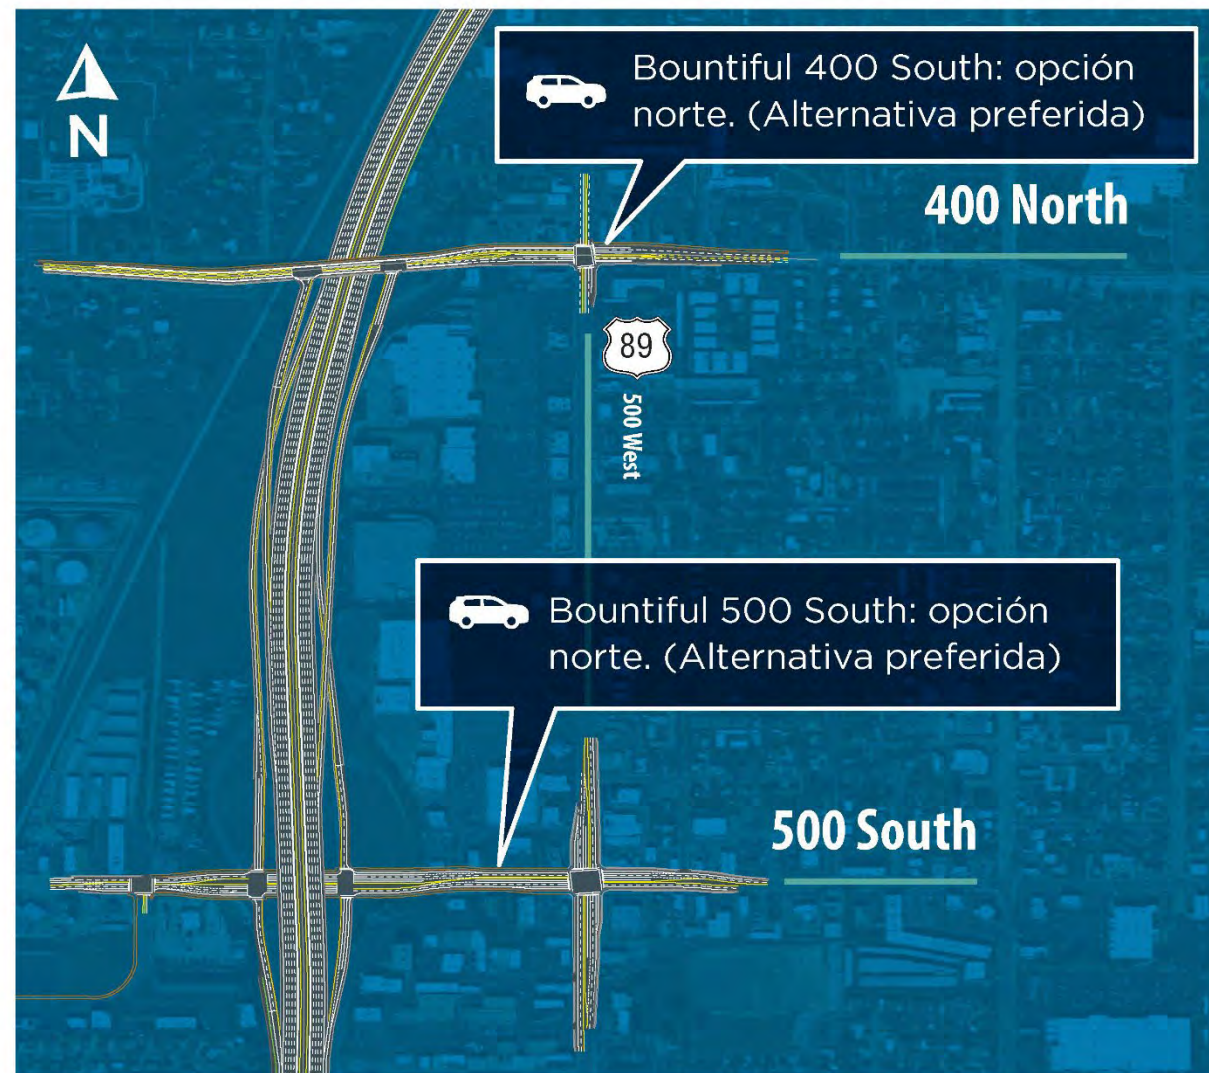 N
Bountiful 400 South: opción
norte. (Alternativa preferida)
400 North
89
500 West
Bountiful 500 South: opción
norte. (Alternativa preferida)
500 South